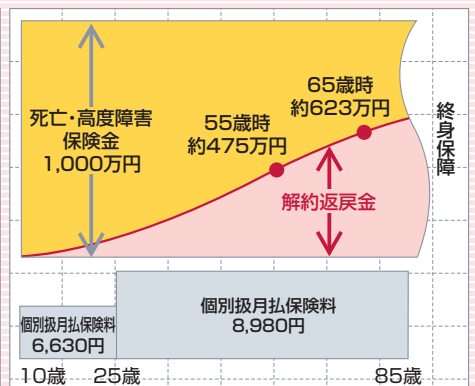 死亡・高度障害
保険金
1,000万円
55歳時
約475万円
65歳時
約623万円
解約返戻金
終身保障
個別扱月払保険料
6,630円
個別扱月払保険料
8,980円
10歳
25歳
85歳